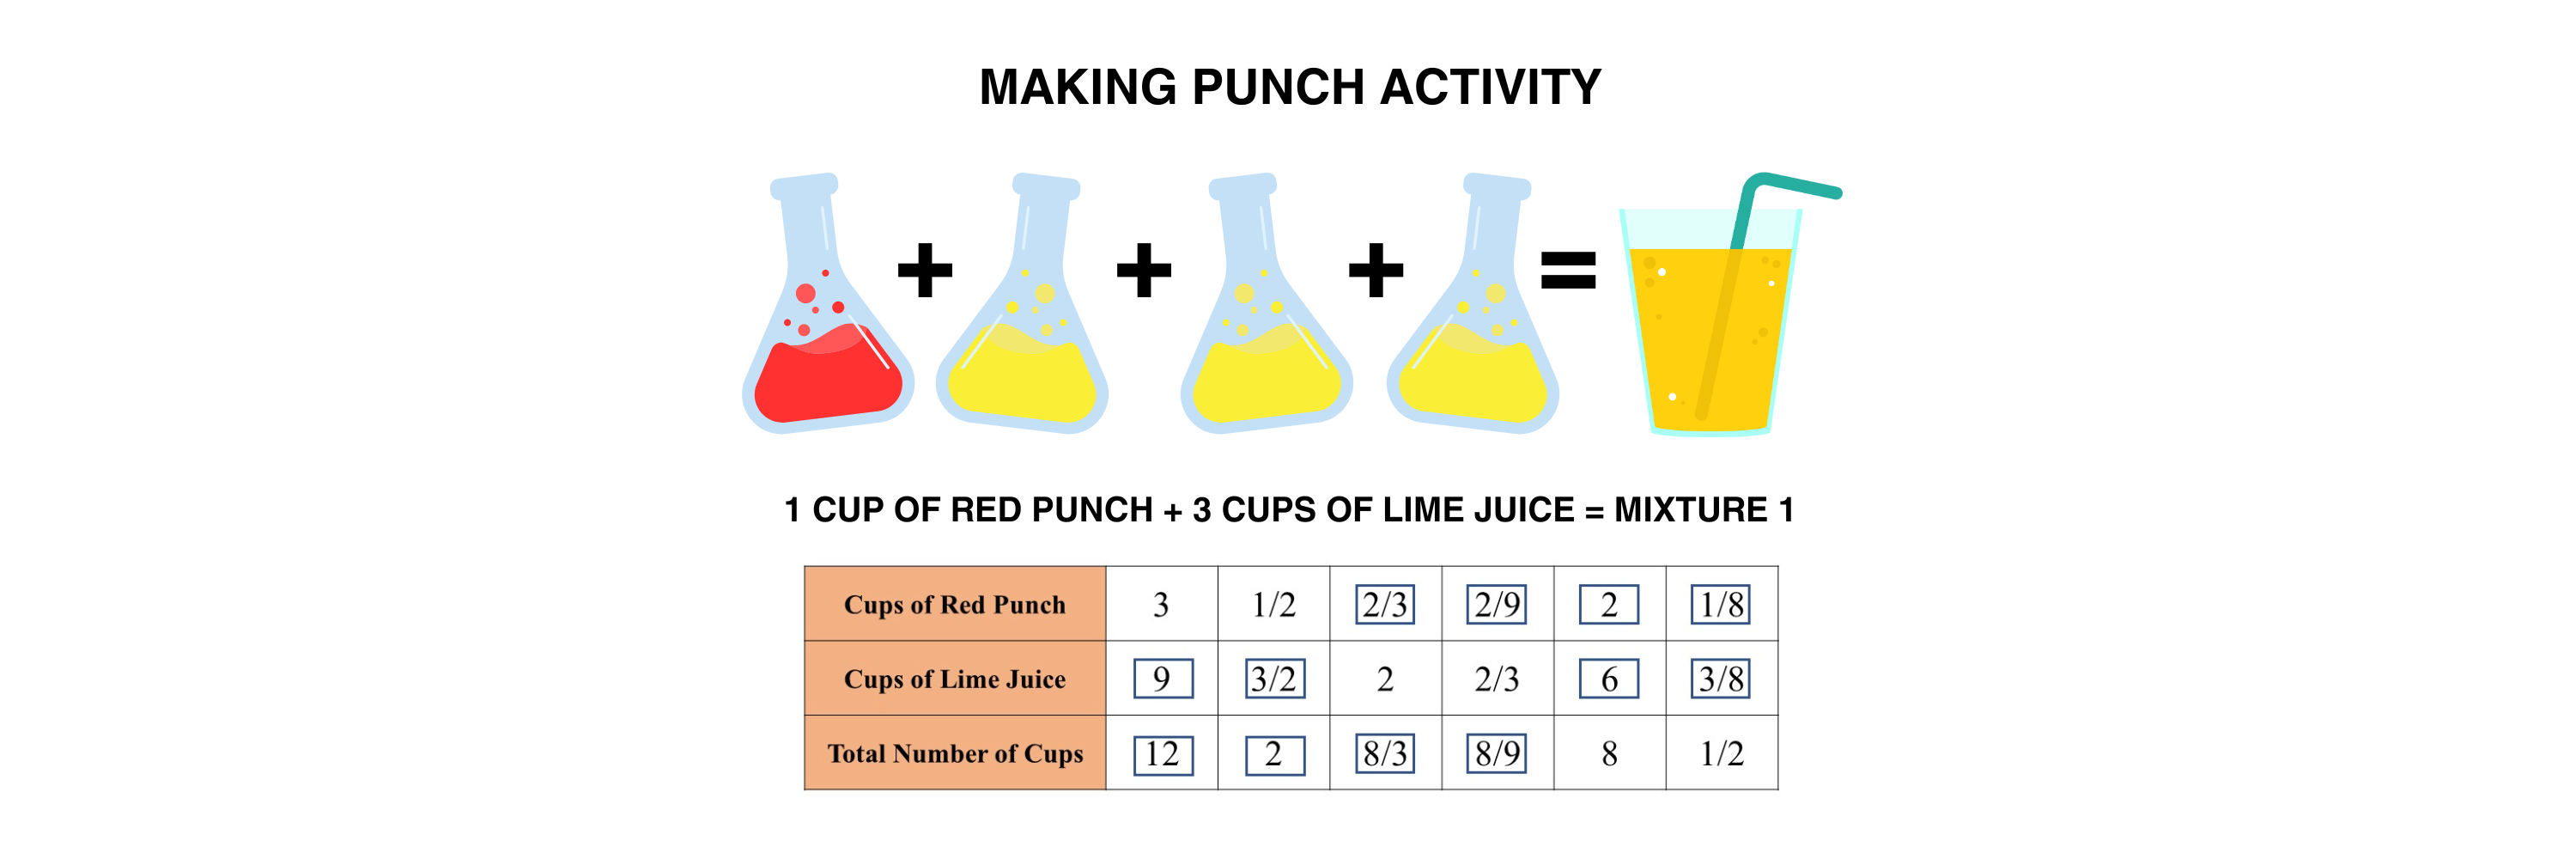 MAKING PUNCH ACTIVITY
+ + + =
1 CUP OF RED PUNCH + 3 CUPS OF LIME JUICE = MIXTURE 1
Cups of Red Punch 3 1/2 2/3 2/9 2 1/8
Cups of Lime Juice 9 3/2 2 2/3 6 3/8
Total Number of Cups 12 2 8/3 8/9 8 1/2